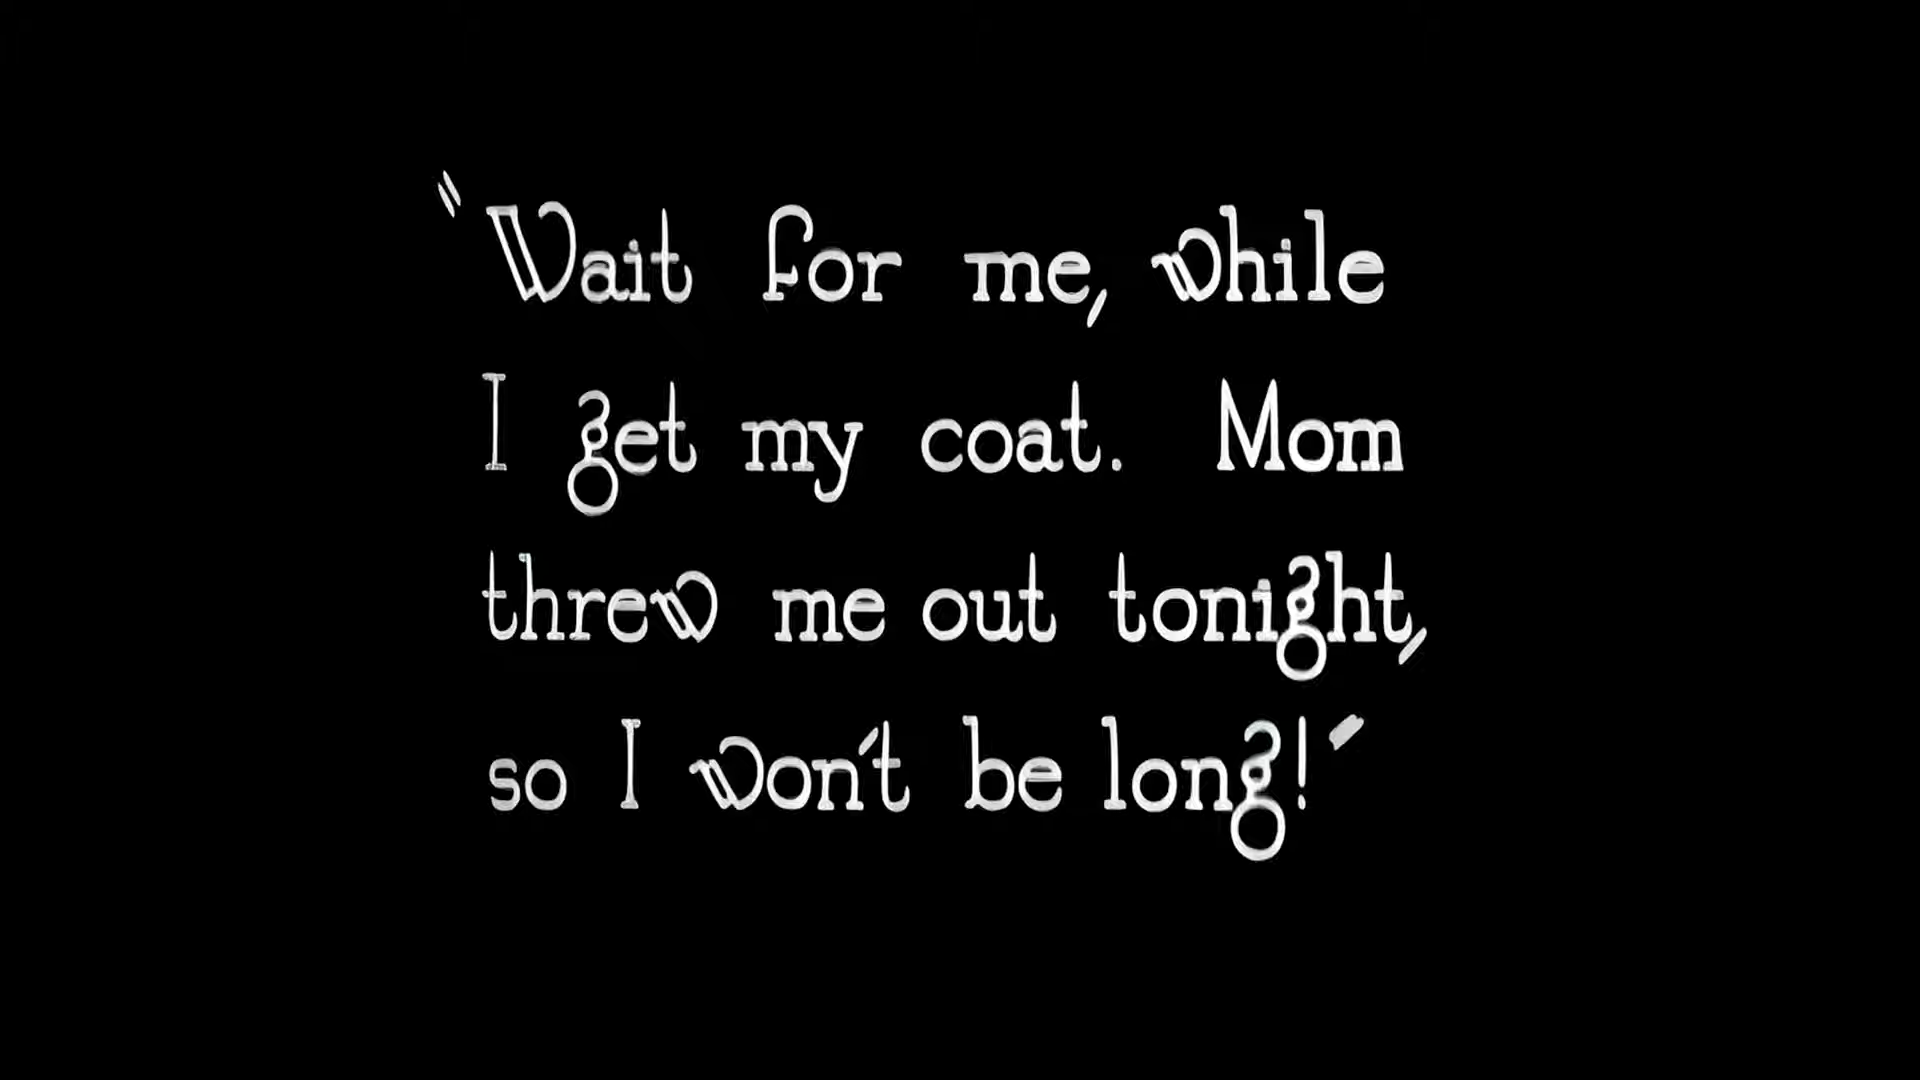 "Wait for me, while
I get my coat. Mom
threw me out tonight,
so I won't be long!"